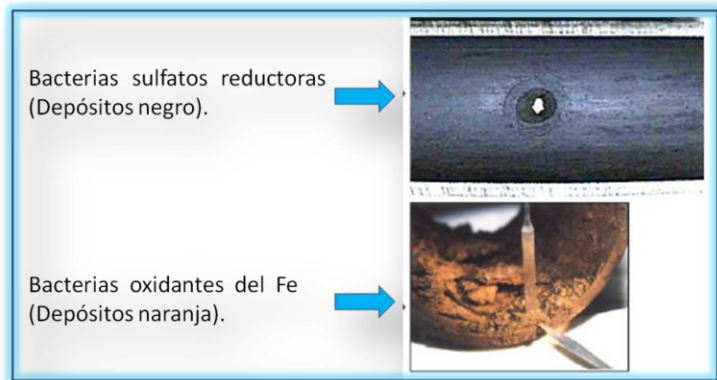 Bacterias sulfatos reductoras
(Depósitos negro).
Bacterias oxidantes del Fe
(Depósitos naranja).